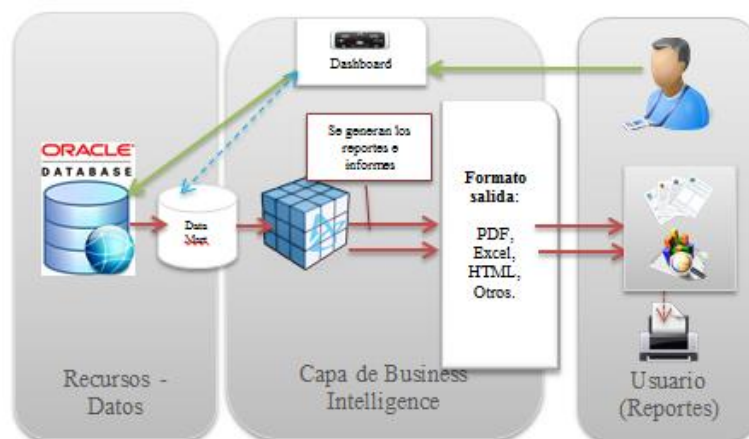 Dashboard
Se generan los
reportes e
informes
ORACLE
DATABASE
Data
Mart
Formato
salida:
PDF,
Excel,
HTML,
Otros.
Recursos -
Datos
Capa de Business
Intelligence
Usuario
(Reportes)